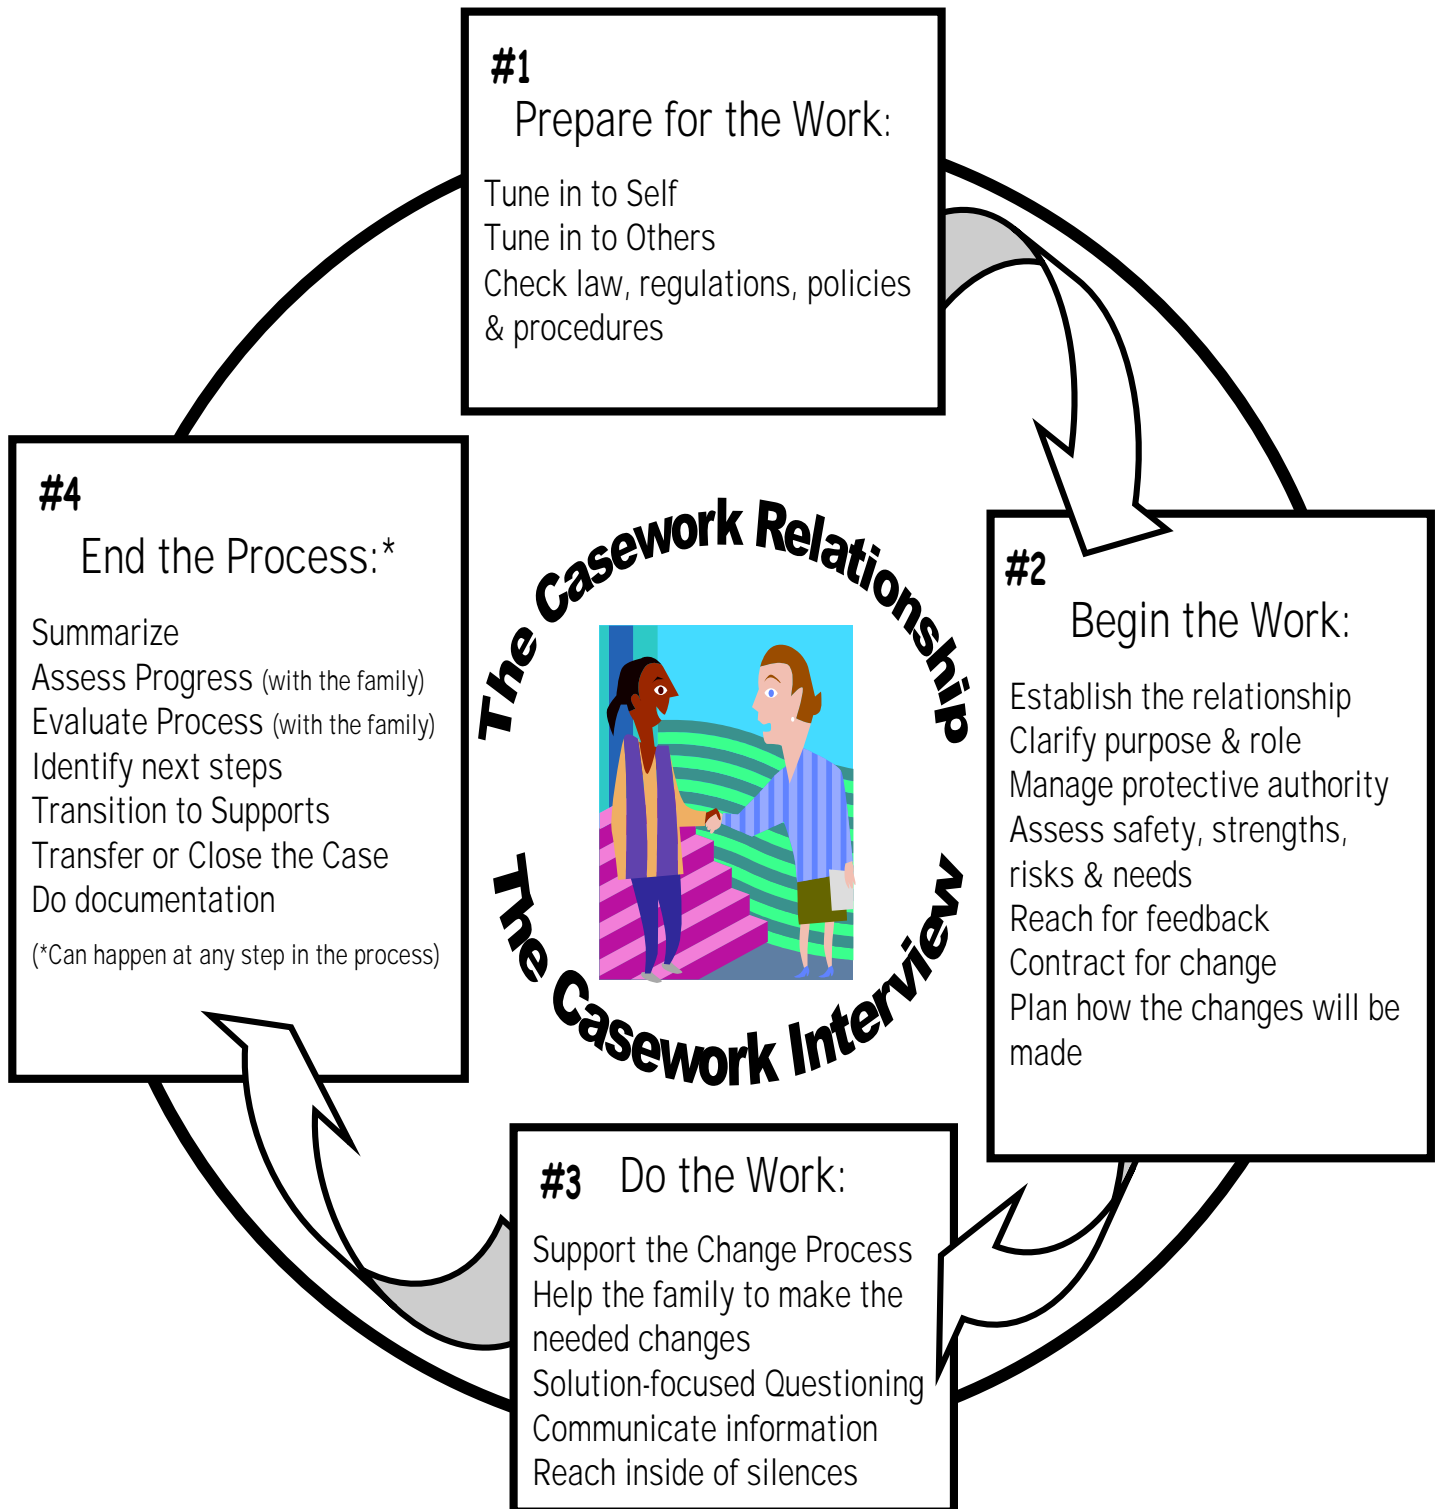 #1
Prepare for the Work:
Tune in to Self
Tune in to Others
Check law, regulations, policies
& procedures
#2
Begin the Work:
Establish the relationship
Clarify purpose & role
Manage protective authority
Assess safety, strengths,
risks & needs
Reach for feedback
Contract for change
Plan how the changes will be
made
#3 Do the Work:
Support the Change Process
Help the family to make the
needed changes
Solution-focused Questioning
Communicate information
Reach inside of silences
#4
End the Process:*
Summarize
Assess Progress (with the family)
Evaluate Process (with the family)
Identify next steps
Transition to Supports
Transfer or Close the Case
Do documentation
(*Can happen at any step in the process)
The Casework Relationship
The Casework Interview